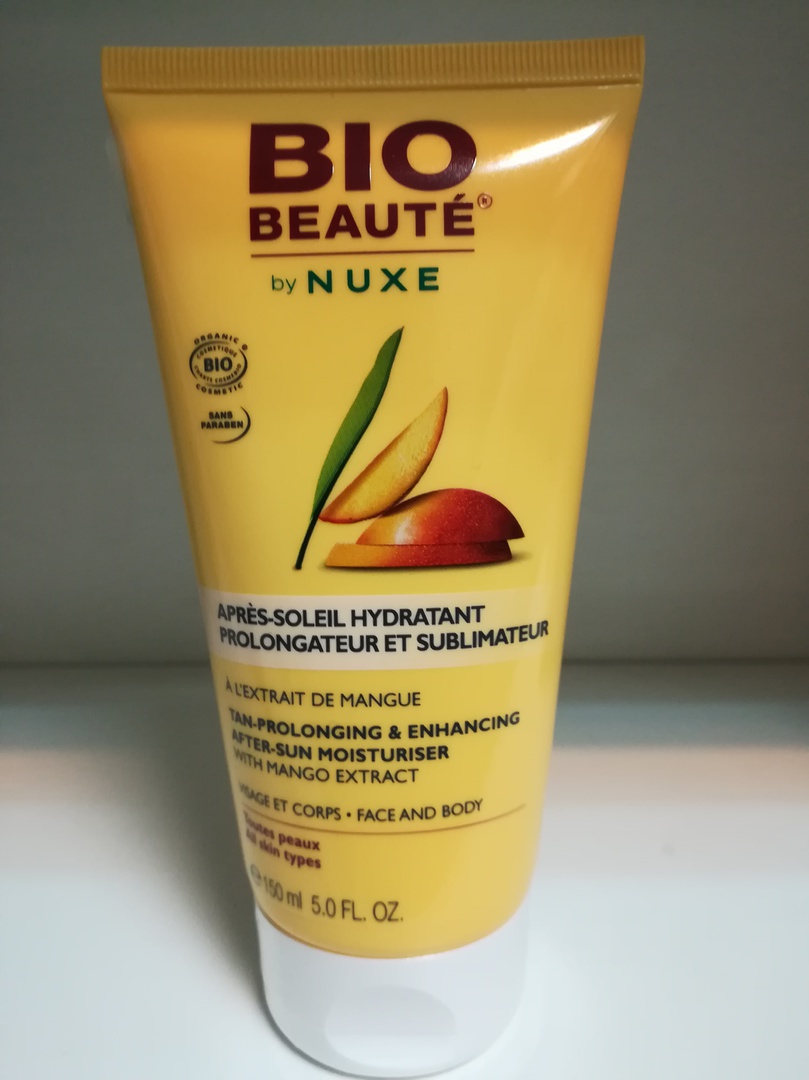 BIO
BEAUTÉ®
by NUXE
ORGANIC
COSMETIQUE
BIO
COSMETIC
SANS
PARABEN
APRÈS-SOLEIL HYDRATANT
PROLONGATEUR ET SUBLIMATEUR
À L'EXTRAIT DE MANGUE
TAN-PROLONGING & ENHANCING
AFTER-SUN MOISTURISER
WITH MANGO EXTRACT
VISAGE ET CORPS • FACE AND BODY
Toutes peaux
All skin types
℮ 150 ml 5.0 FL. OZ.